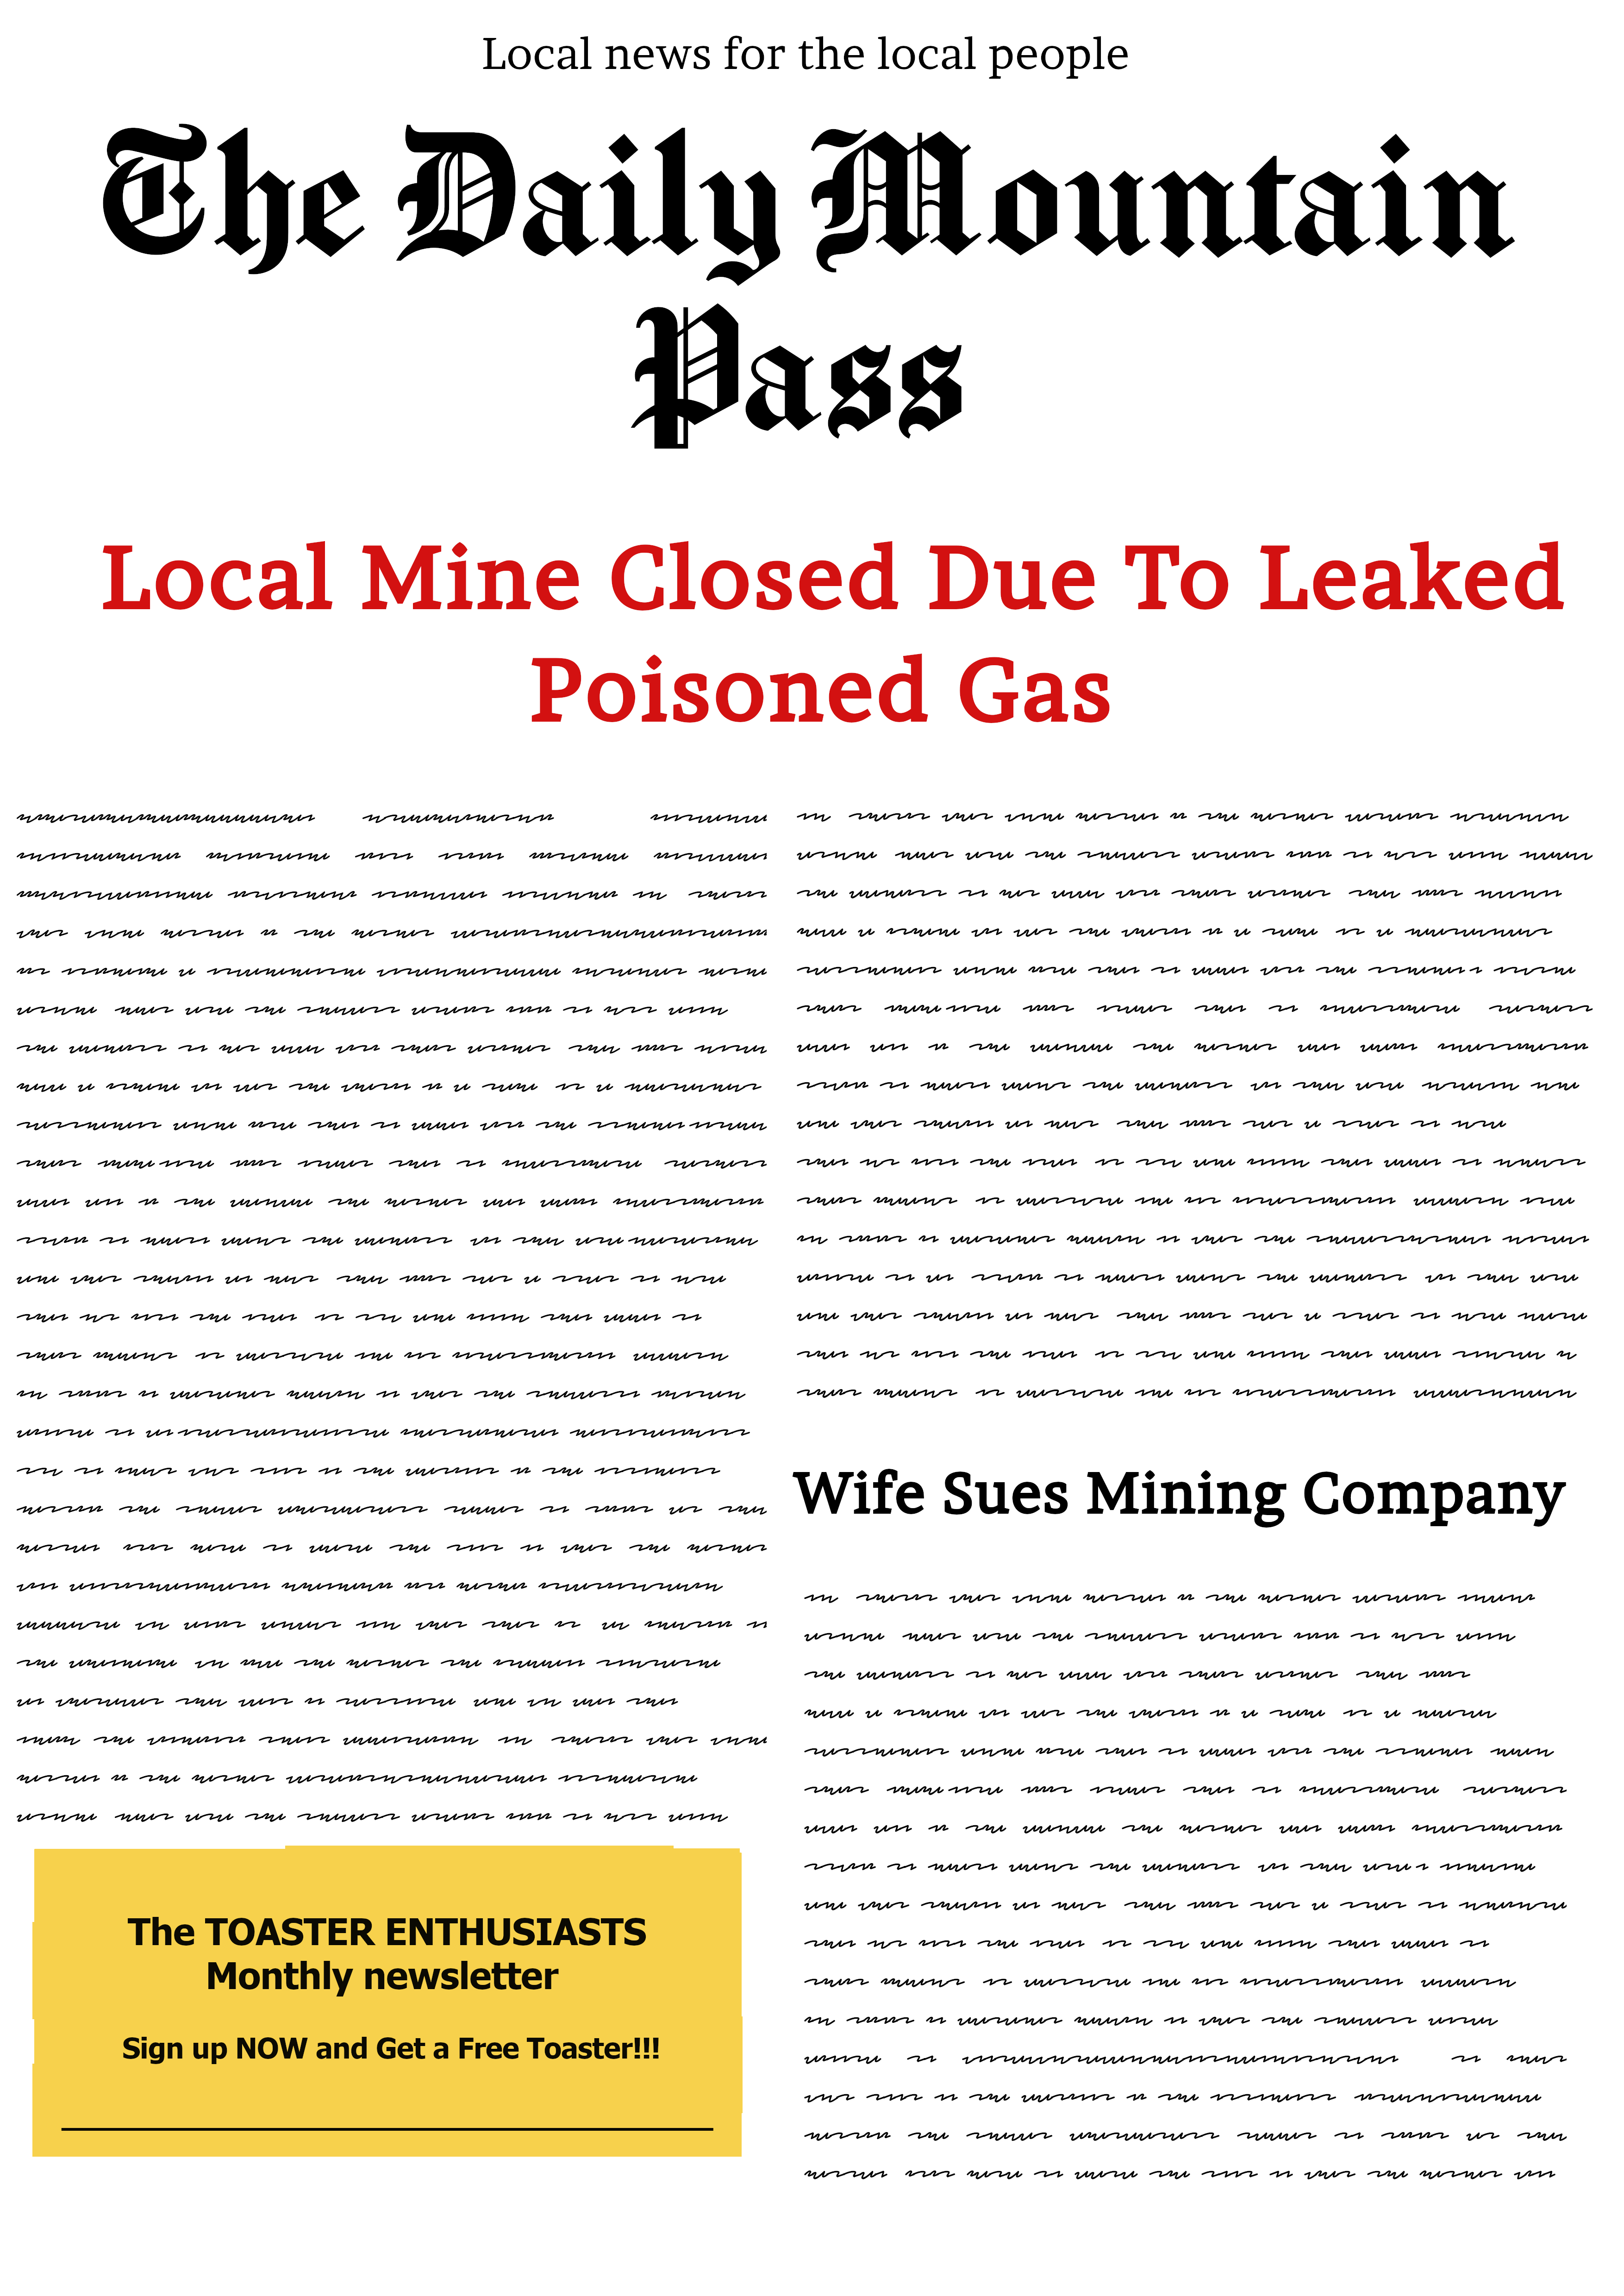 Local news for the local people
The Daily Mountain
Pass
Local Mine Closed Due To Leaked
Poisoned Gas
Wife Sues Mining Company
The TOASTER ENTHUSIASTS
Monthly newsletter
Sign up NOW and Get a Free Toaster!!!